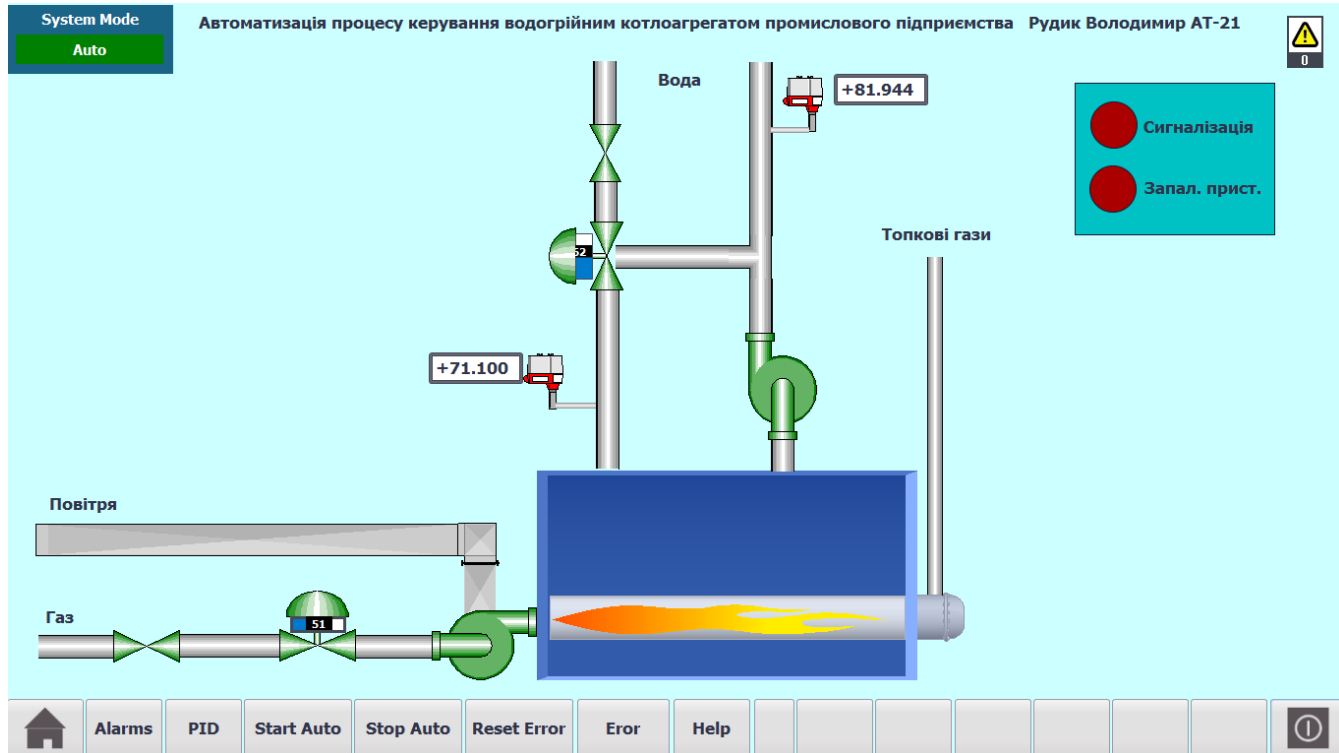 System Mode
Auto
Автоматизація процесу керування водогрійним котлоагрегатом промислового підприємства Рудик Володимир АТ-21
0
Вода
+81.944
Сигналізація
Запал. прист.
Топкові гази
52
+71.100
Повітря
Газ
51
Alarms PID Start Auto Stop Auto Reset Error Eror Help